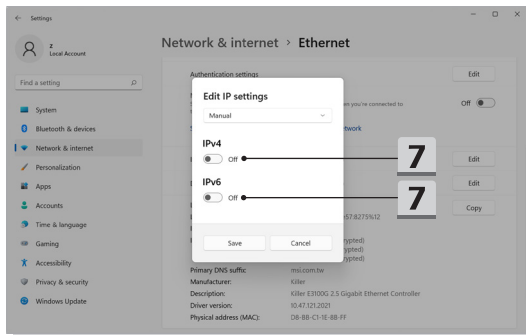 Settings
z
Local Account
Find a setting
System
Bluetooth & devices
Network & internet
Personalization
Apps
Accounts
Time & language
Gaming
Accessibility
Privacy & security
Windows Update
Network & internet > Ethernet
Authentication settings
Edit
en you're connected to
Off
twork
Edit
Edit
Copy
Edit IP settings
Manual
IPv4
Off
7
IPv6
Off
7
Save
Cancel
e57:8275%12
rypted)
rypted)
rypted)
Primary DNS suffix: msi.com.tw
Manufacturer: Killer
Description: Killer E3100G 2.5 Gigabit Ethernet Controller
Driver version: 10.47.121.2021
Physical address (MAC): D8-BB-C1-1E-8B-FF